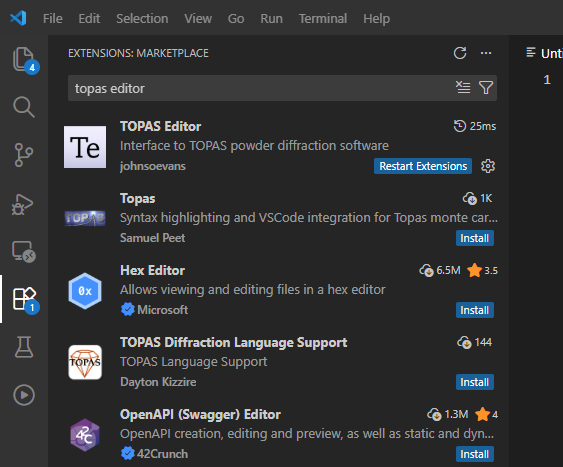 File Edit Selection View Go Run Terminal Help
EXTENSIONS: MARKETPLACE
Unti
4
topas editor
1
Te
TOPAS Editor 25ms
Interface to TOPAS powder diffraction software
johnsoevans Restart Extensions
TOPAS
Topas 1K
Syntax highlighting and VSCode integration for Topas monte car...
Samuel Peet Install
0x
Hex Editor 6.5M 3.5
Allows viewing and editing files in a hex editor
Microsoft Install
1
TOPAS
TOPAS Diffraction Language Support 144
TOPAS Language Support
Dayton Kizzire Install
42C
OpenAPI (Swagger) Editor 1.3M 4
OpenAPI creation, editing and preview, as well as static and dyn...
42Crunch Install